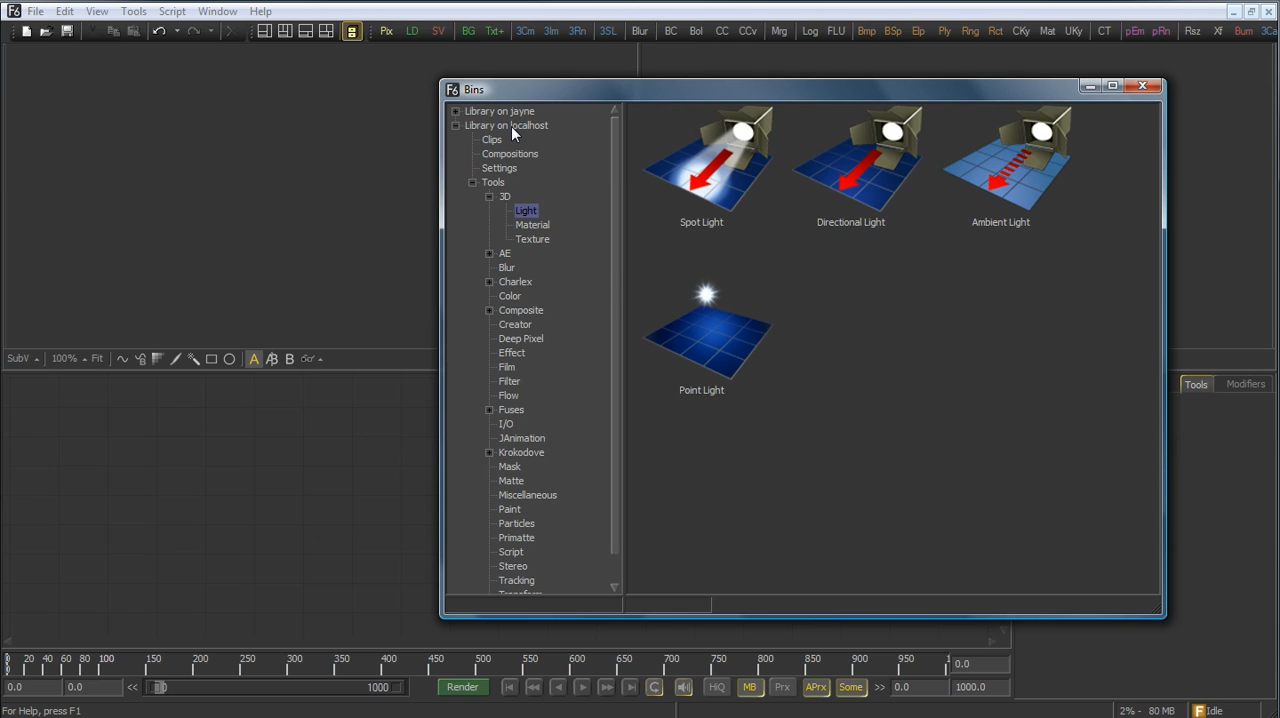 F6 File Edit View Tools Script Window Help
Pix LD SV BG Txt+ 3Cm 3Im 3Rn 3SL Blur BC Bol CC CCv Mrg Log FLU Bmp BSp Elp Ply Rng Rct CKy Mat UKy CT pEm pRn Rsz Xf Bum 3Ca
F6 Bins
Library on jayne
Library on localhost
Clips
Compositions
Settings
Tools
3D
Light
Material
Texture
AE
Blur
Charlex
Color
Composite
Creator
Deep Pixel
Effect
Film
Filter
Flow
Fuses
I/O
JAnimation
Krokodove
Mask
Matte
Miscellaneous
Paint
Particles
Primatte
Script
Stereo
Tracking
Transform
Spot Light Directional Light Ambient Light
Point Light
SubV 100% Fit A B A B
Tools Modifiers
0 20 40 60 80 100 150 200 250 300 350 400 450 500 550 600 650 700 750 800 850 900 950 1 0.0
0.0 0.0 << 0 1000 Render HiQ MB Prx APrx Some >> 0.0 1000.0
For Help, press F1 2% - 80 MB F Idle